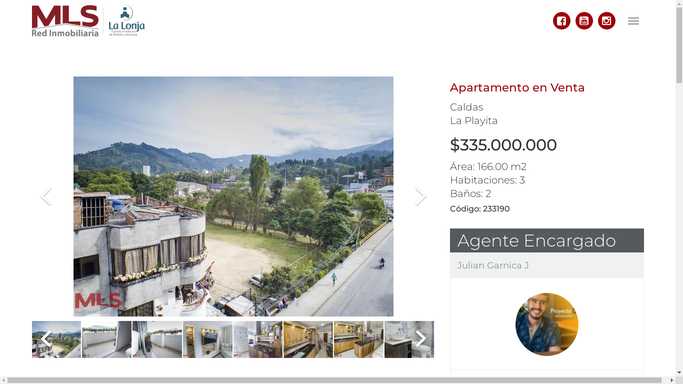 MLS
Red Inmobiliaria
La Lonja
Apartamento en Venta
Caldas
La Playita
$335.000.000
Área: 166.00 m2
Habitaciones: 3
Baños: 2
Código: 233190
MLS
Agente Encargado
Julian Garnica J